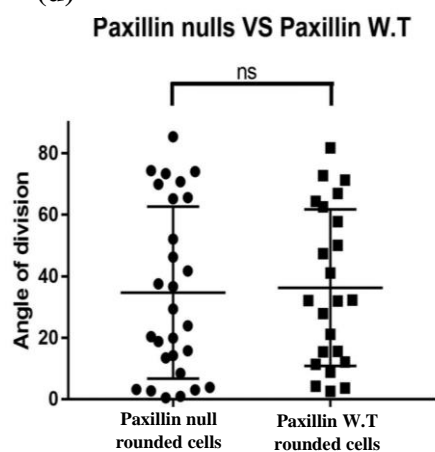 (d)
Paxillin nulls VS Paxillin W.T
ns
Angle of division
80
60
40
20
0
Paxillin null
rounded cells
Paxillin W.T
rounded cells